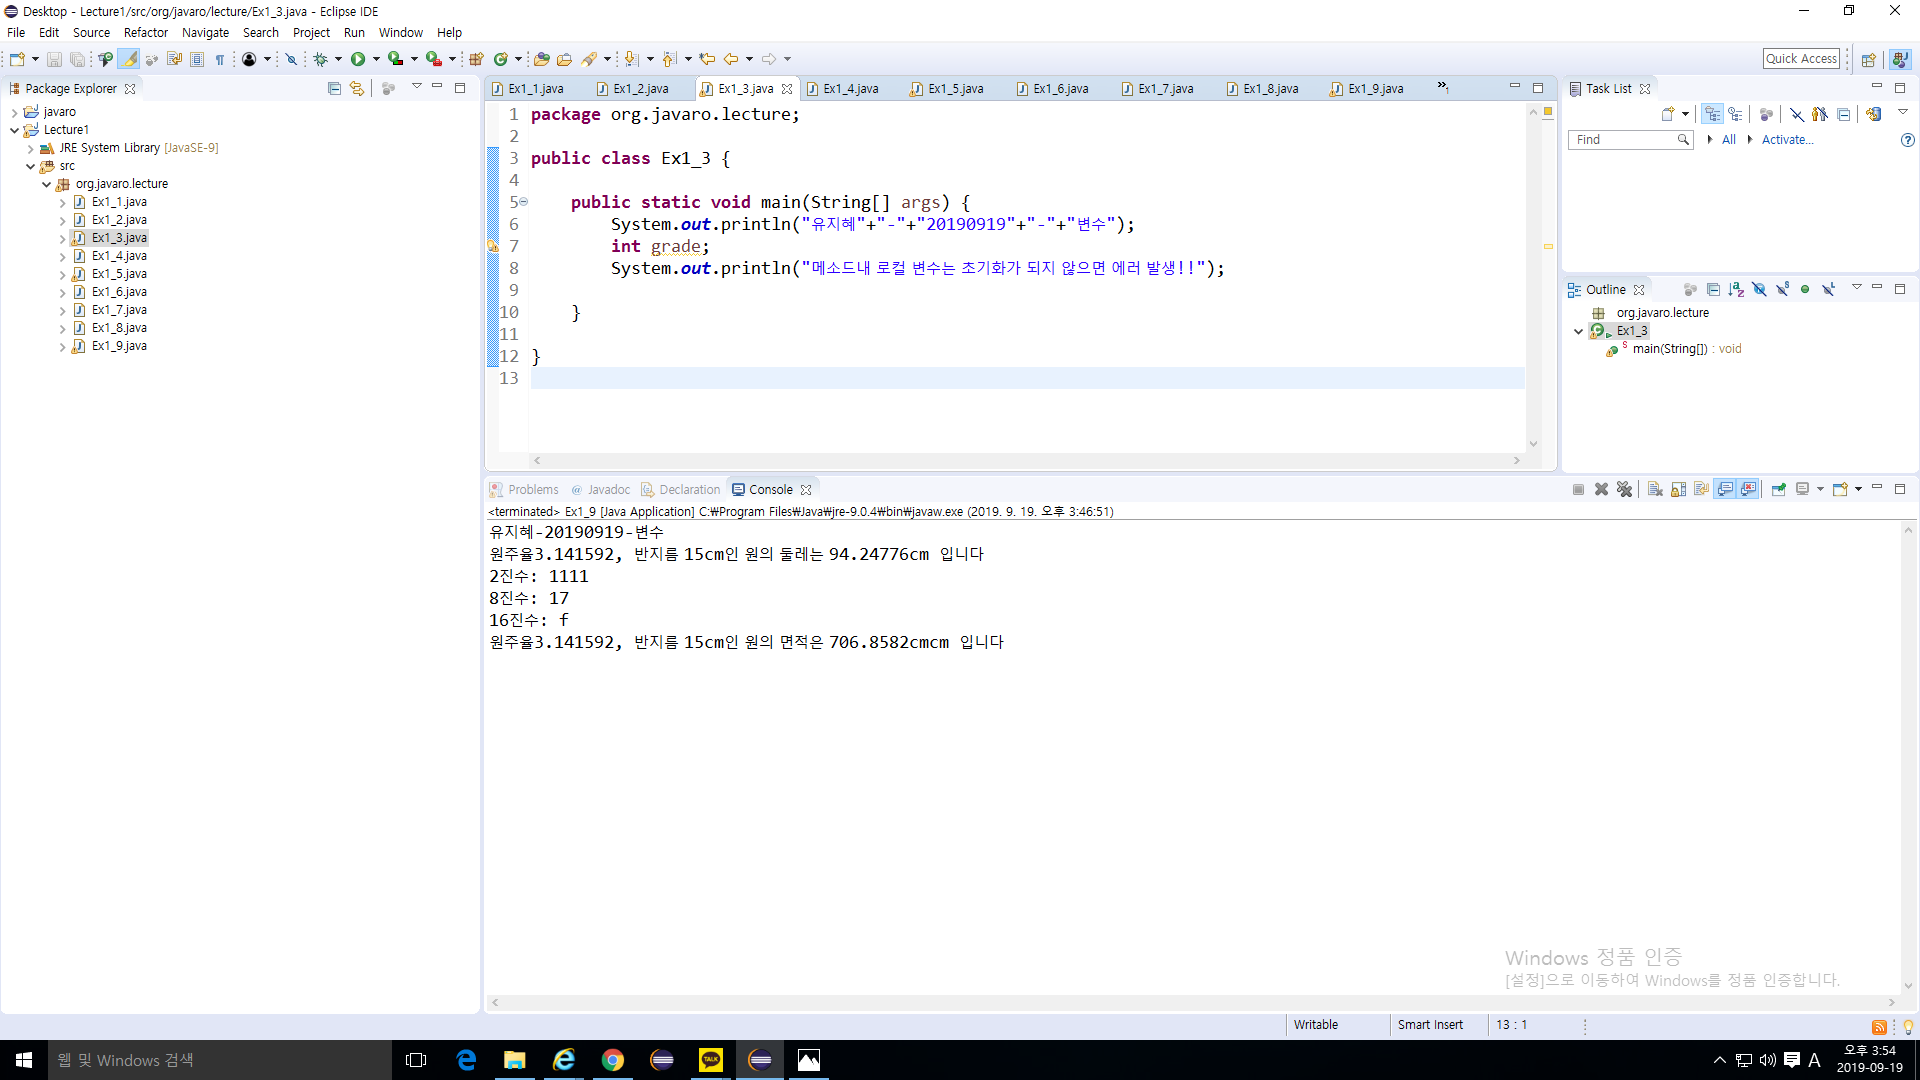 Desktop - Lecture1/src/org/javaro/lecture/Ex1_3.java - Eclipse IDE
File Edit Source Refactor Navigate Search Project Run Window Help
Quick Access
Package Explorer
javaro
Lecture1
JRE System Library [JavaSE-9]
src
org.javaro.lecture
Ex1_1.java
Ex1_2.java
Ex1_3.java
Ex1_4.java
Ex1_5.java
Ex1_6.java
Ex1_7.java
Ex1_8.java
Ex1_9.java
Ex1_1.java Ex1_2.java Ex1_3.java Ex1_4.java Ex1_5.java Ex1_6.java Ex1_7.java Ex1_8.java Ex1_9.java »1
1 package org.javaro.lecture;
2
3 public class Ex1_3 {
4
5 public static void main(String[] args) {
6 System.out.println("유지혜"+"-"+"20190919"+"-"+"변수");
7 int grade;
8 System.out.println("메소드내 로컬 변수는 초기화가 되지 않으면 에러 발생!!");
9
10 }
11
12 }
13
Task List
Find All Activate...
Outline
org.javaro.lecture
Ex1_3
main(String[]) : void
Problems @ Javadoc Declaration Console
<terminated> Ex1_9 [Java Application] C:₩Program Files₩Java₩jre-9.0.4₩bin₩javaw.exe (2019. 9. 19. 오후 3:46:51)
유지혜-20190919-변수
원주율3.141592, 반지름 15cm인 원의 둘레는 94.24776cm 입니다
2진수: 1111
8진수: 17
16진수: f
원주율3.141592, 반지름 15cm인 원의 면적은 706.8582cmcm 입니다
Windows 정품 인증
[설정]으로 이동하여 Windows를 정품 인증합니다.
Writable Smart Insert 13 : 1
웹 및 Windows 검색
TALK
A
오후 3:54
2019-09-19